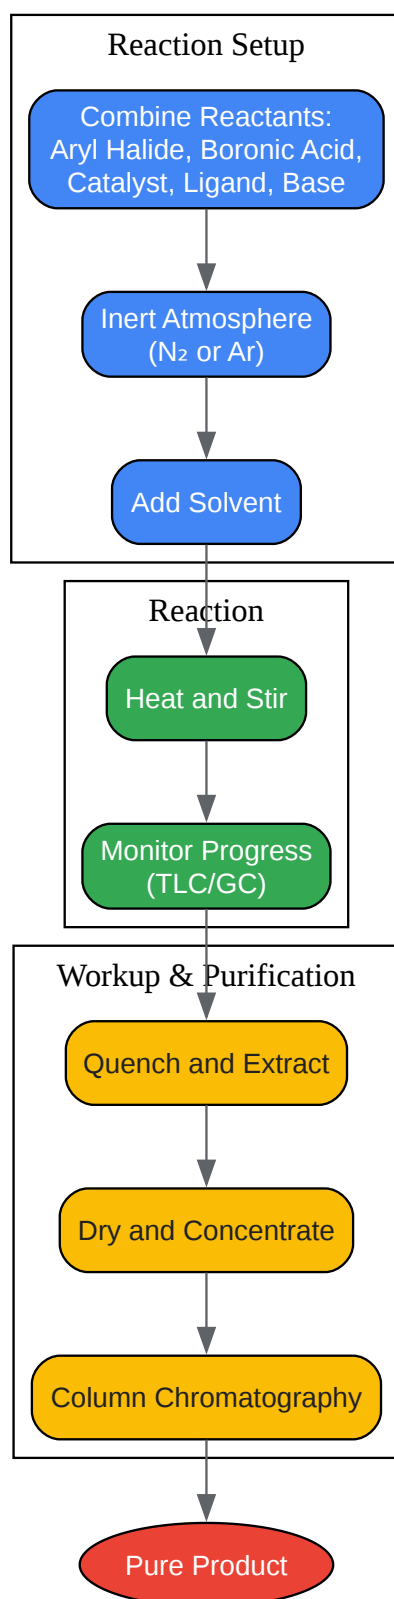 Reaction Setup
Combine Reactants:
Aryl Halide, Boronic Acid,
Catalyst, Ligand, Base
Inert Atmosphere
(N₂ or Ar)
Add Solvent
Reaction
Heat and Stir
Monitor Progress
(TLC/GC)
Workup & Purification
Quench and Extract
Dry and Concentrate
Column Chromatography
Pure Product